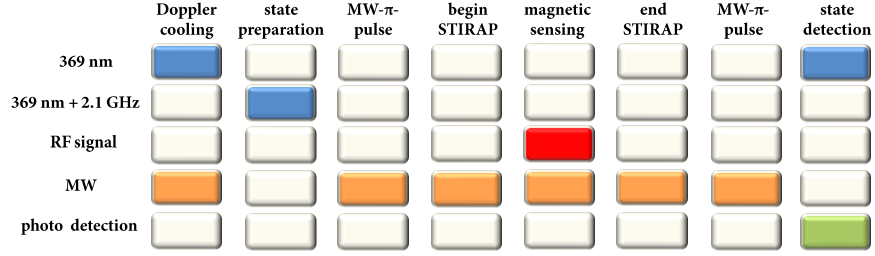 Doppler state MW-π- begin magnetic end MW-π- state
cooling preparation pulse STIRAP sensing STIRAP pulse detection
369 nm
369 nm + 2.1 GHz
RF signal
MW
photo detection